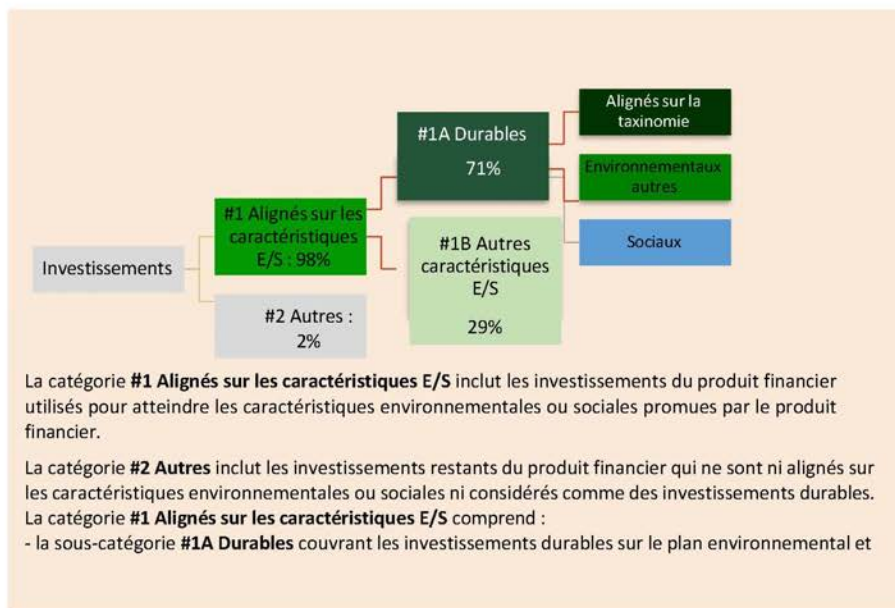 Investissements
#1 Alignés sur les
caractéristiques
E/S : 98%
#2 Autres :
2%
#1A Durables
71%
#1B Autres
caractéristiques
E/S
29%
Alignés sur la
taxinomie
Environnementaux
autres
Sociaux
La catégorie #1 Alignés sur les caractéristiques E/S inclut les investissements du produit financier
utilisés pour atteindre les caractéristiques environnementales ou sociales promues par le produit
financier.
La catégorie #2 Autres inclut les investissements restants du produit financier qui ne sont ni alignés sur
les caractéristiques environnementales ou sociales ni considérés comme des investissements durables.
La catégorie #1 Alignés sur les caractéristiques E/S comprend :
- la sous-catégorie #1A Durables couvrant les investissements durables sur le plan environnemental et